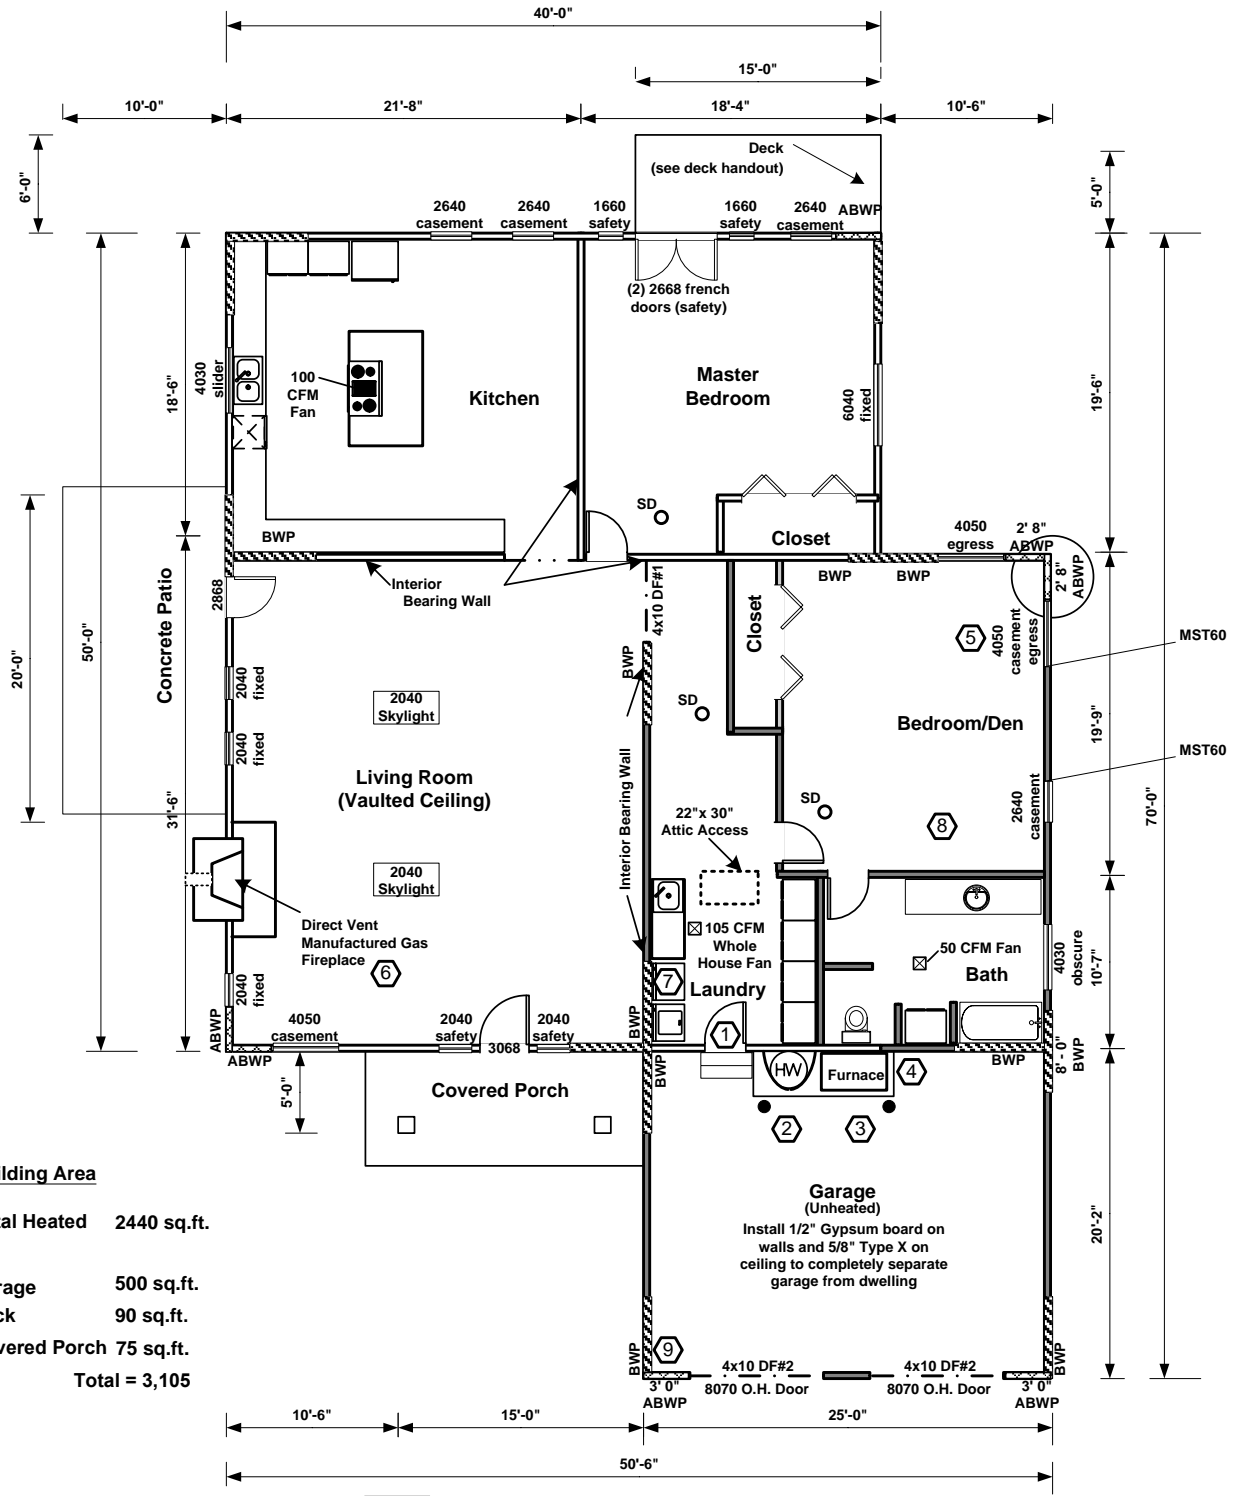 40'-0"
15'-0"
10'-0"
21'-8"
18'-4"
10'-6"
6'-0"
5'-0"
Deck
(see deck handout)
ABWP
2640
casement
2640
casement
1660
safety
1660
safety
2640
casement
(2) 2668 french
doors (safety)
4030
slider
18'-6"
100
CFM
Fan
Kitchen
Master
Bedroom
6040
fixed
19'-6"
SD
Closet
4050
egress
2' 8"
ABWP
2' 8"
ABWP
BWP
BWP
BWP
Interior
Bearing Wall
4x10 DF#1
2868
Concrete Patio
50'-0"
20'-0"
31'-6"
2040
fixed
2040
fixed
2040
Skylight
BWP
Closet
SD
5
4050
casement
egress
MST60
Bedroom/Den
19'-9"
MST60
Living Room
(Vaulted Ceiling)
Interior Bearing Wall
22"x 30"
Attic Access
SD
8
2640
casement
70'-0"
2040
Skylight
Direct Vent
Manufactured Gas
Fireplace
6
105 CFM
Whole
House Fan
7
Laundry
50 CFM Fan
Bath
4030
obscure
10'-7"
2040
fixed
ABWP
ABWP
4050
casement
2040
safety
3068
2040
safety
BWP
BWP
1
HW
Furnace
4
BWP
8' - 0"
BWP
5'-0"
Covered Porch
2
3
Garage
(Unheated)
Install 1/2" Gypsum board on
walls and 5/8" Type X on
ceiling to completely separate
garage from dwelling
20'-2"
ilding Area
tal Heated 2440 sq.ft.
rage 500 sq.ft.
ck 90 sq.ft.
vered Porch 75 sq.ft.
Total = 3,105
BWP
9
4x10 DF#2
8070 O.H. Door
4x10 DF#2
8070 O.H. Door
BWP
3' 0"
ABWP
3' 0"
ABWP
10'-6"
15'-0"
25'-0"
50'-6"